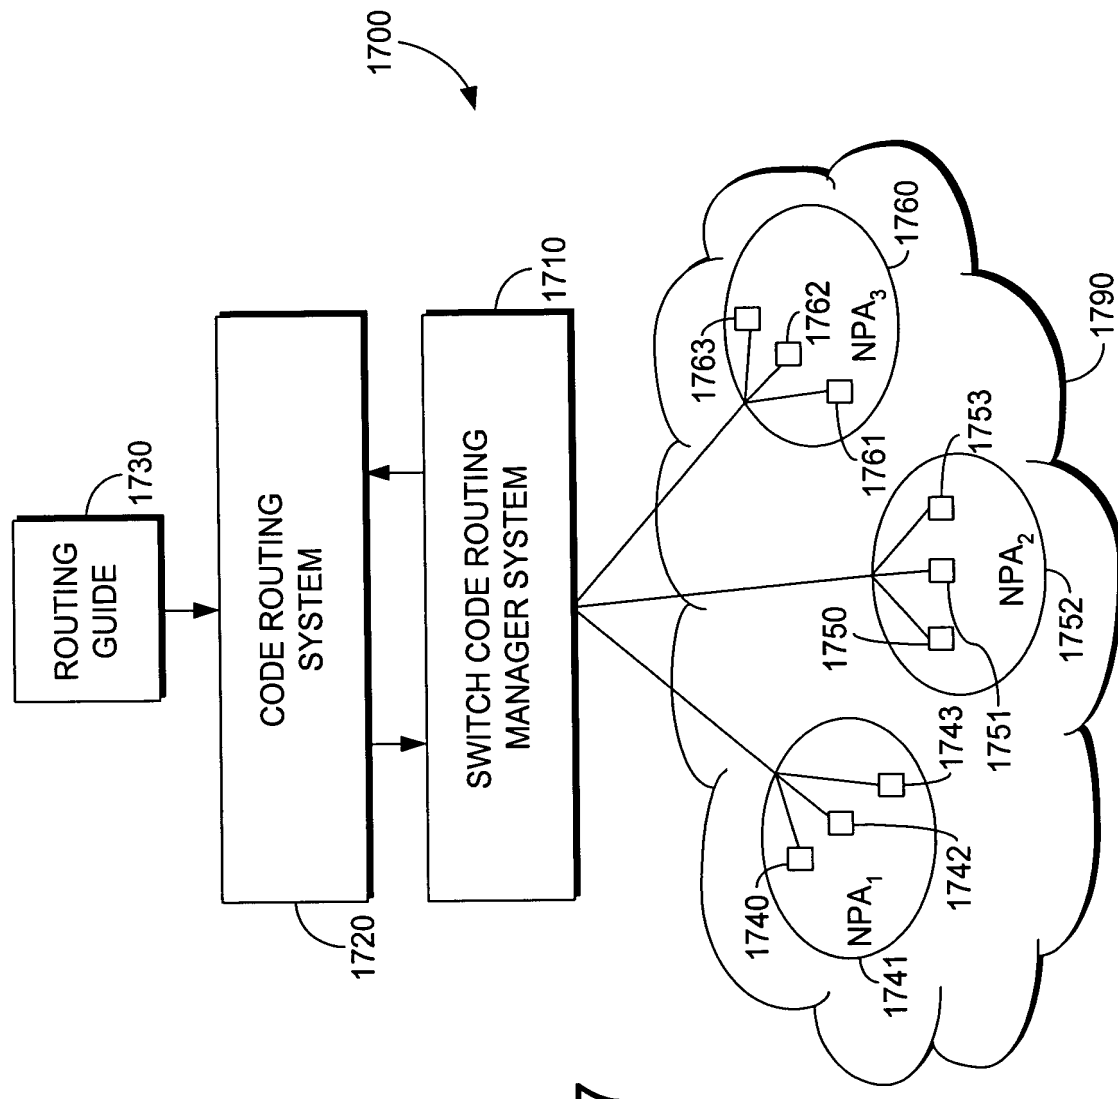 1700
ROUTING
GUIDE
1730
CODE ROUTING
SYSTEM
1720
SWITCH CODE ROUTING
MANAGER SYSTEM
1710
1740
NPA1
1741
1742
1743
1750
NPA2
1751
1752
1753
1763
1762
NPA3
1761
1760
1790